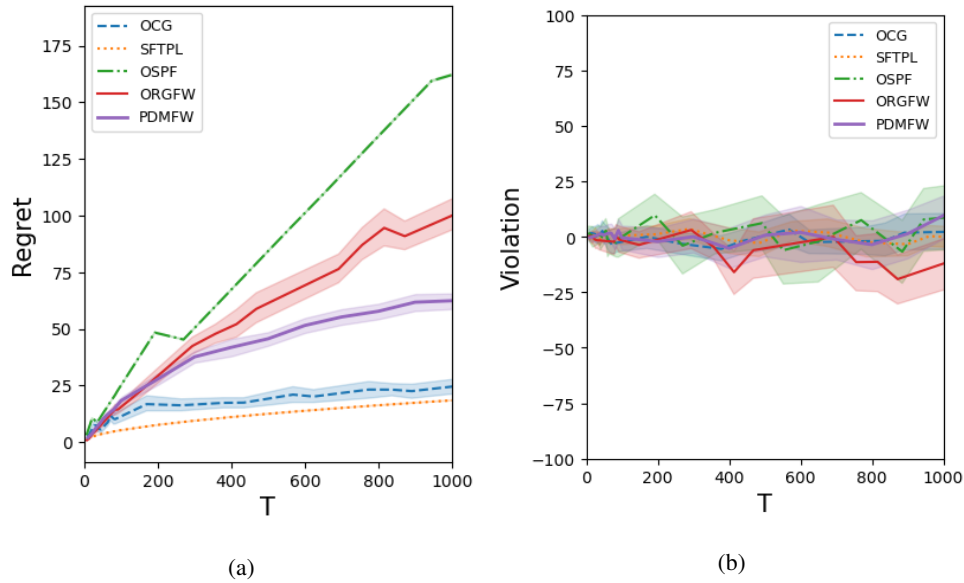 175
150
125
100
75
50
25
0
Regret
OCG
SFTPL
OSPF
ORGFW
PDMFW
0
200
400
600
800
1000
T
(a)
100
75
50
25
0
−25
−50
−75
−100
Violation
OCG
SFTPL
OSPF
ORGFW
PDMFW
0
200
400
600
800
1000
T
(b)